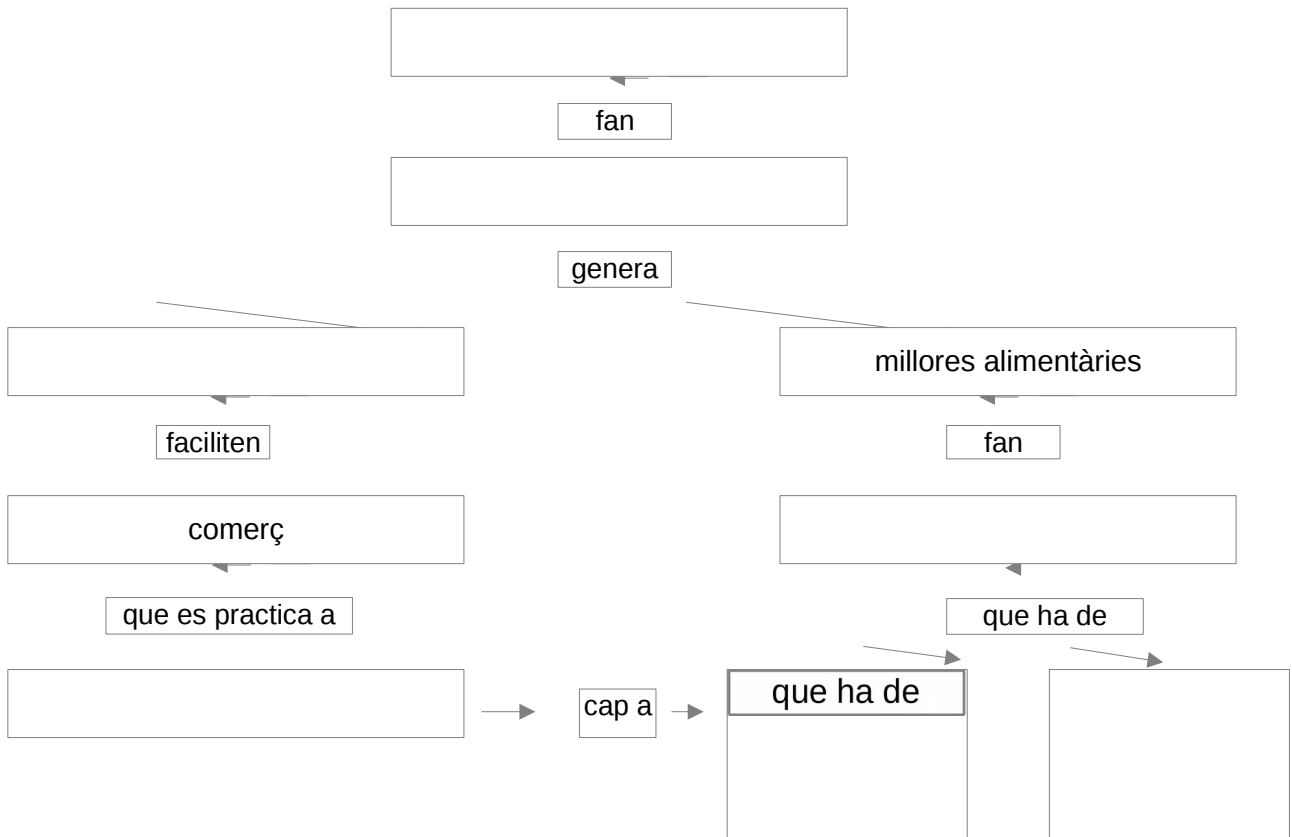 fan
genera
millores alimentàries
faciliten
fan
comerç
que es practica a
que ha de
cap a
que ha de